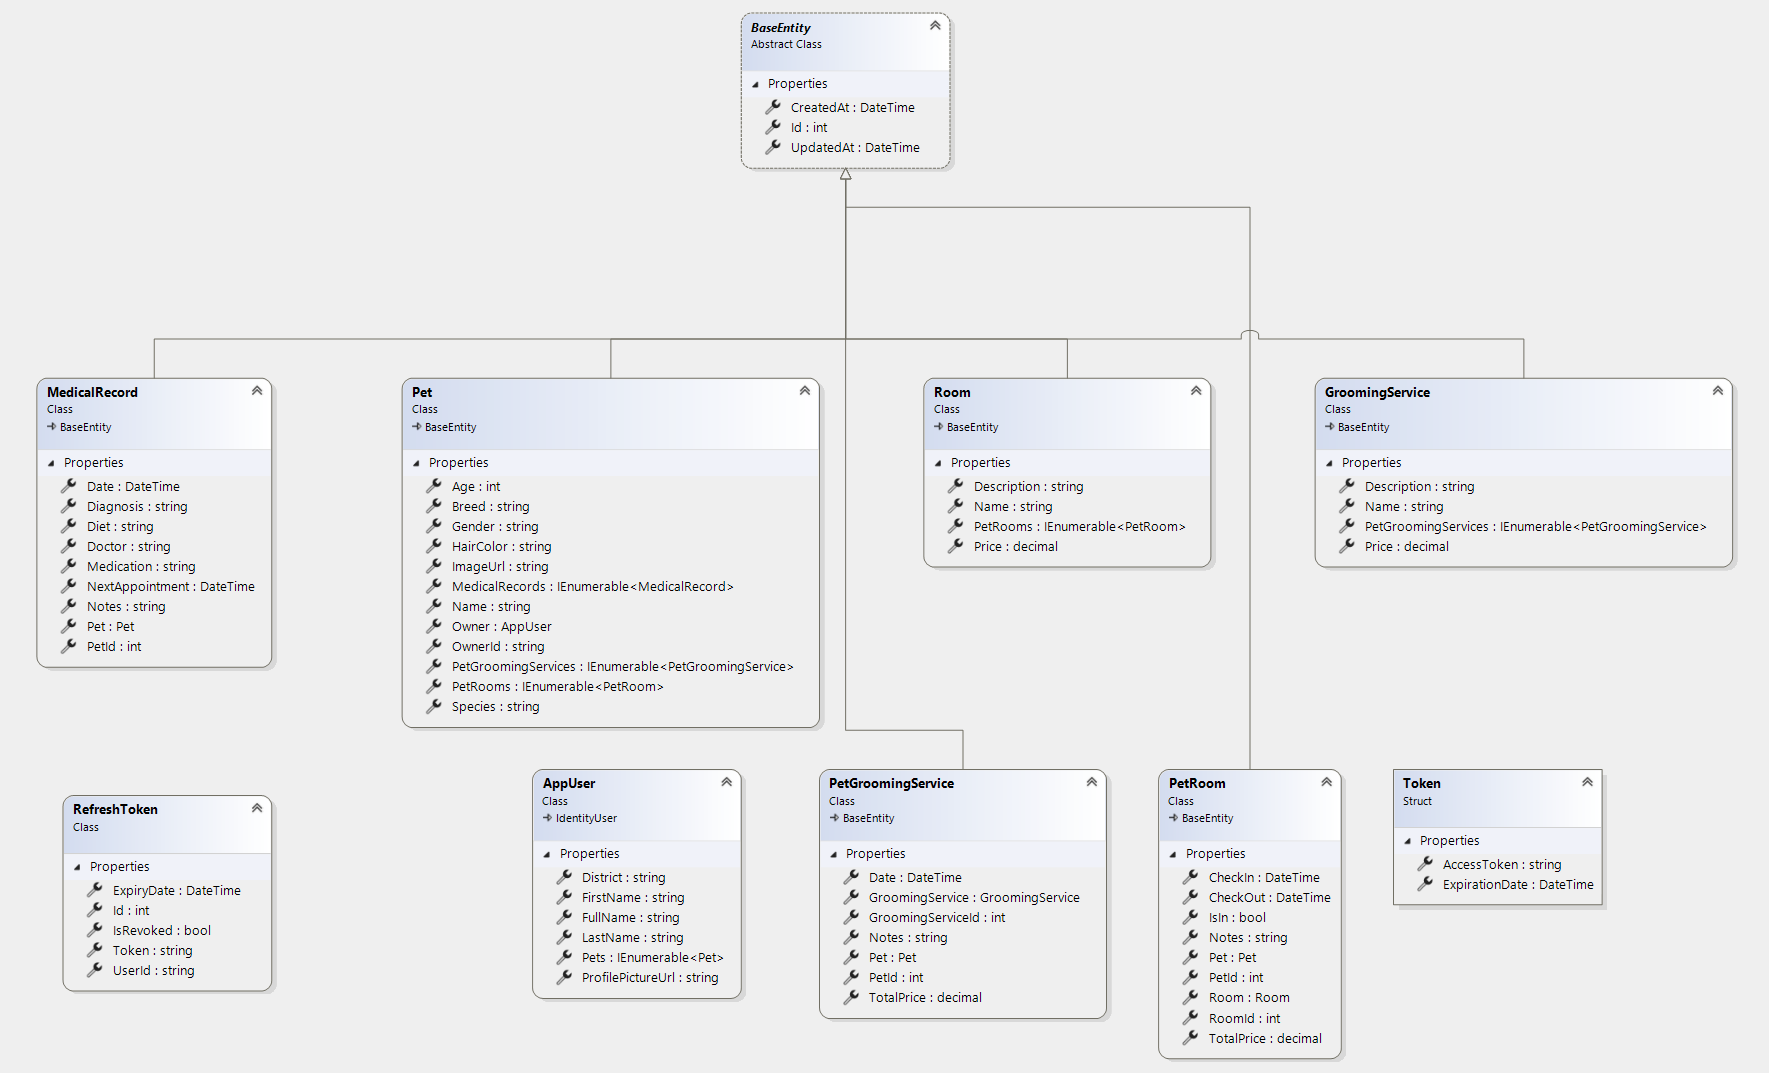 BaseEntity
Abstract Class
Properties
CreatedAt : DateTime
Id : int
UpdatedAt : DateTime
MedicalRecord
Class
BaseEntity
Properties
Date : DateTime
Diagnosis : string
Diet : string
Doctor : string
Medication : string
NextAppointment : DateTime
Notes : string
Pet : Pet
PetId : int
Pet
Class
BaseEntity
Properties
Age : int
Breed : string
Gender : string
HairColor : string
ImageUrl : string
MedicalRecords : IEnumerable<MedicalRecord>
Name : string
Owner : AppUser
OwnerId : string
PetGroomingServices : IEnumerable<PetGroomingService>
PetRooms : IEnumerable<PetRoom>
Species : string
Room
Class
BaseEntity
Properties
Description : string
Name : string
PetRooms : IEnumerable<PetRoom>
Price : decimal
GroomingService
Class
BaseEntity
Properties
Description : string
Name : string
PetGroomingServices : IEnumerable<PetGroomingService>
Price : decimal
RefreshToken
Class
Properties
ExpiryDate : DateTime
Id : int
IsRevoked : bool
Token : string
UserId : string
AppUser
Class
IdentityUser
Properties
District : string
FirstName : string
FullName : string
LastName : string
Pets : IEnumerable<Pet>
ProfilePictureUrl : string
PetGroomingService
Class
BaseEntity
Properties
Date : DateTime
GroomingService : GroomingService
GroomingServiceId : int
Notes : string
Pet : Pet
PetId : int
TotalPrice : decimal
PetRoom
Class
BaseEntity
Properties
CheckIn : DateTime
CheckOut : DateTime
IsIn : bool
Notes : string
Pet : Pet
PetId : int
Room : Room
RoomId : int
TotalPrice : decimal
Token
Struct
Properties
AccessToken : string
ExpirationDate : DateTime